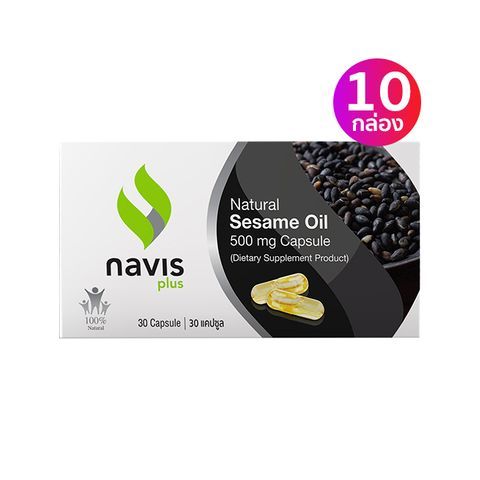 10
กล่อง
Natural
Sesame Oil
500 mg Capsule
(Dietary Supplement Product)
navis
plus
100%
Natural
30 Capsule | 30 แคปซูล